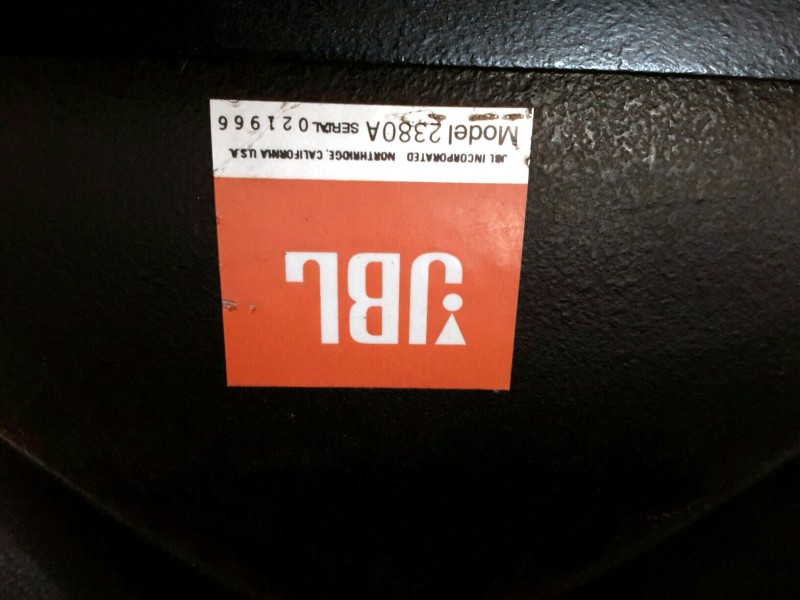 JBL
JBL INCORPORATED NORTHRIDGE, CALIFORNIA U.S.A.
Model 2380A SERIAL 021966